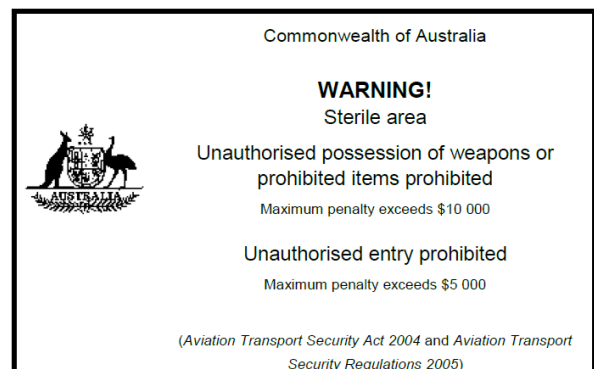 Commonwealth of Australia
WARNING!
Sterile area
Unauthorised possession of weapons or
prohibited items prohibited
Maximum penalty exceeds $10 000
AUSTRALIA
Unauthorised entry prohibited
Maximum penalty exceeds $5 000
(Aviation Transport Security Act 2004 and Aviation Transport
Security Regulations 2005)